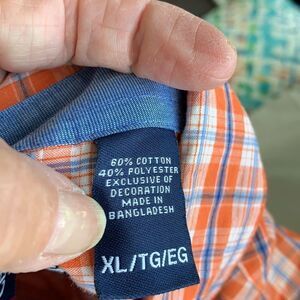 60% COTTON
40% POLYESTER
EXCLUSIVE OF
DECORATION
MADE IN
BANGLADESH
XL/TG/EG